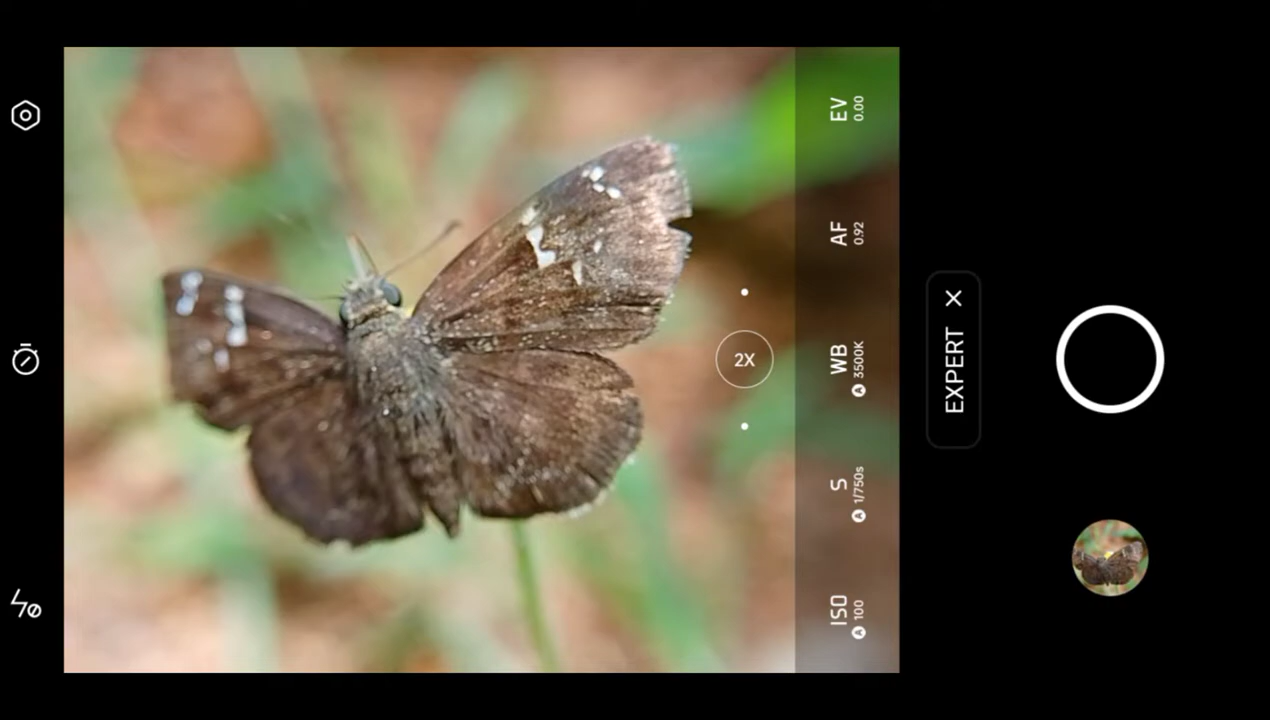 2X
EV
0.00
AF
0.92
WB
A 3500K
S
A 1/750s
ISO
A 100
EXPERT X